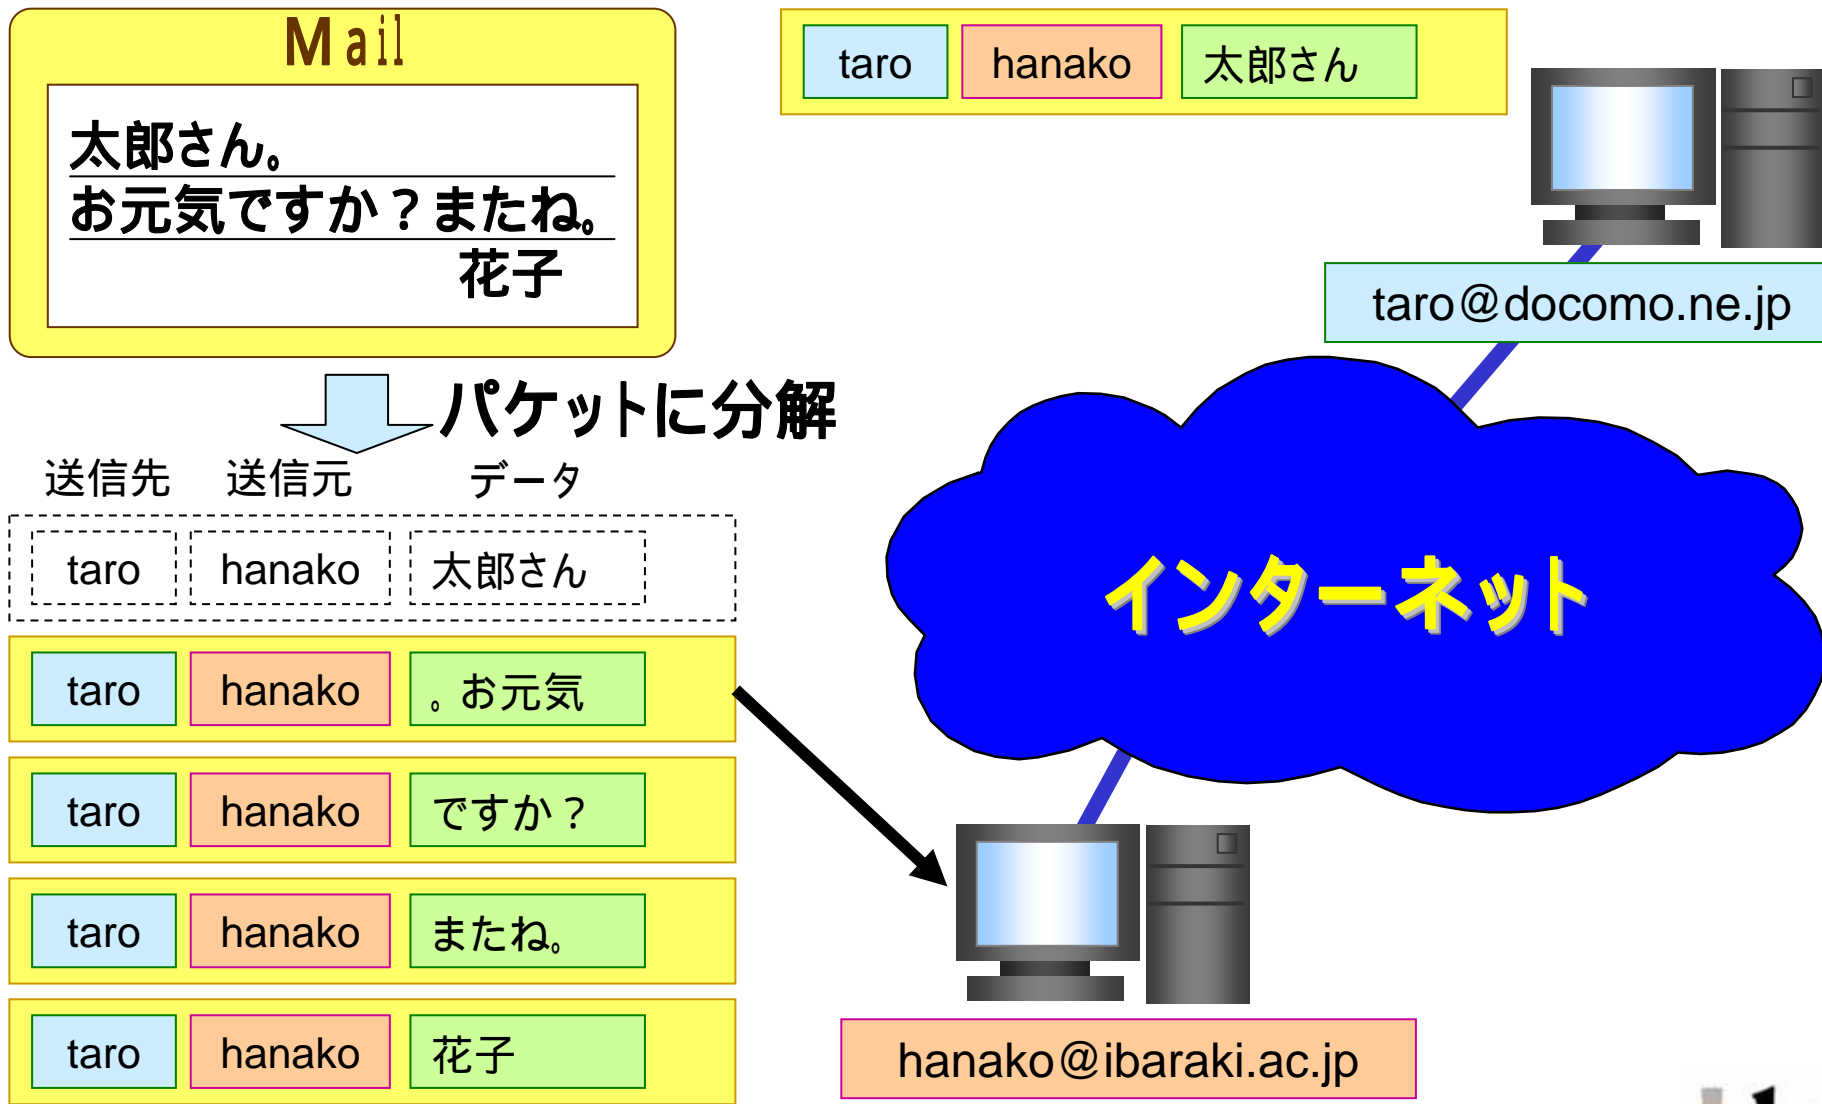 Mail
太郎さん。
お元気ですか？またね。
花子
パケットに分解
送信先 送信元 データ
taro hanako 太郎さん
taro hanako 。お元気
taro hanako ですか？
taro hanako またね。
taro hanako 花子
taro hanako 太郎さん
taro@docomo.ne.jp
インターネット
hanako@ibaraki.ac.jp